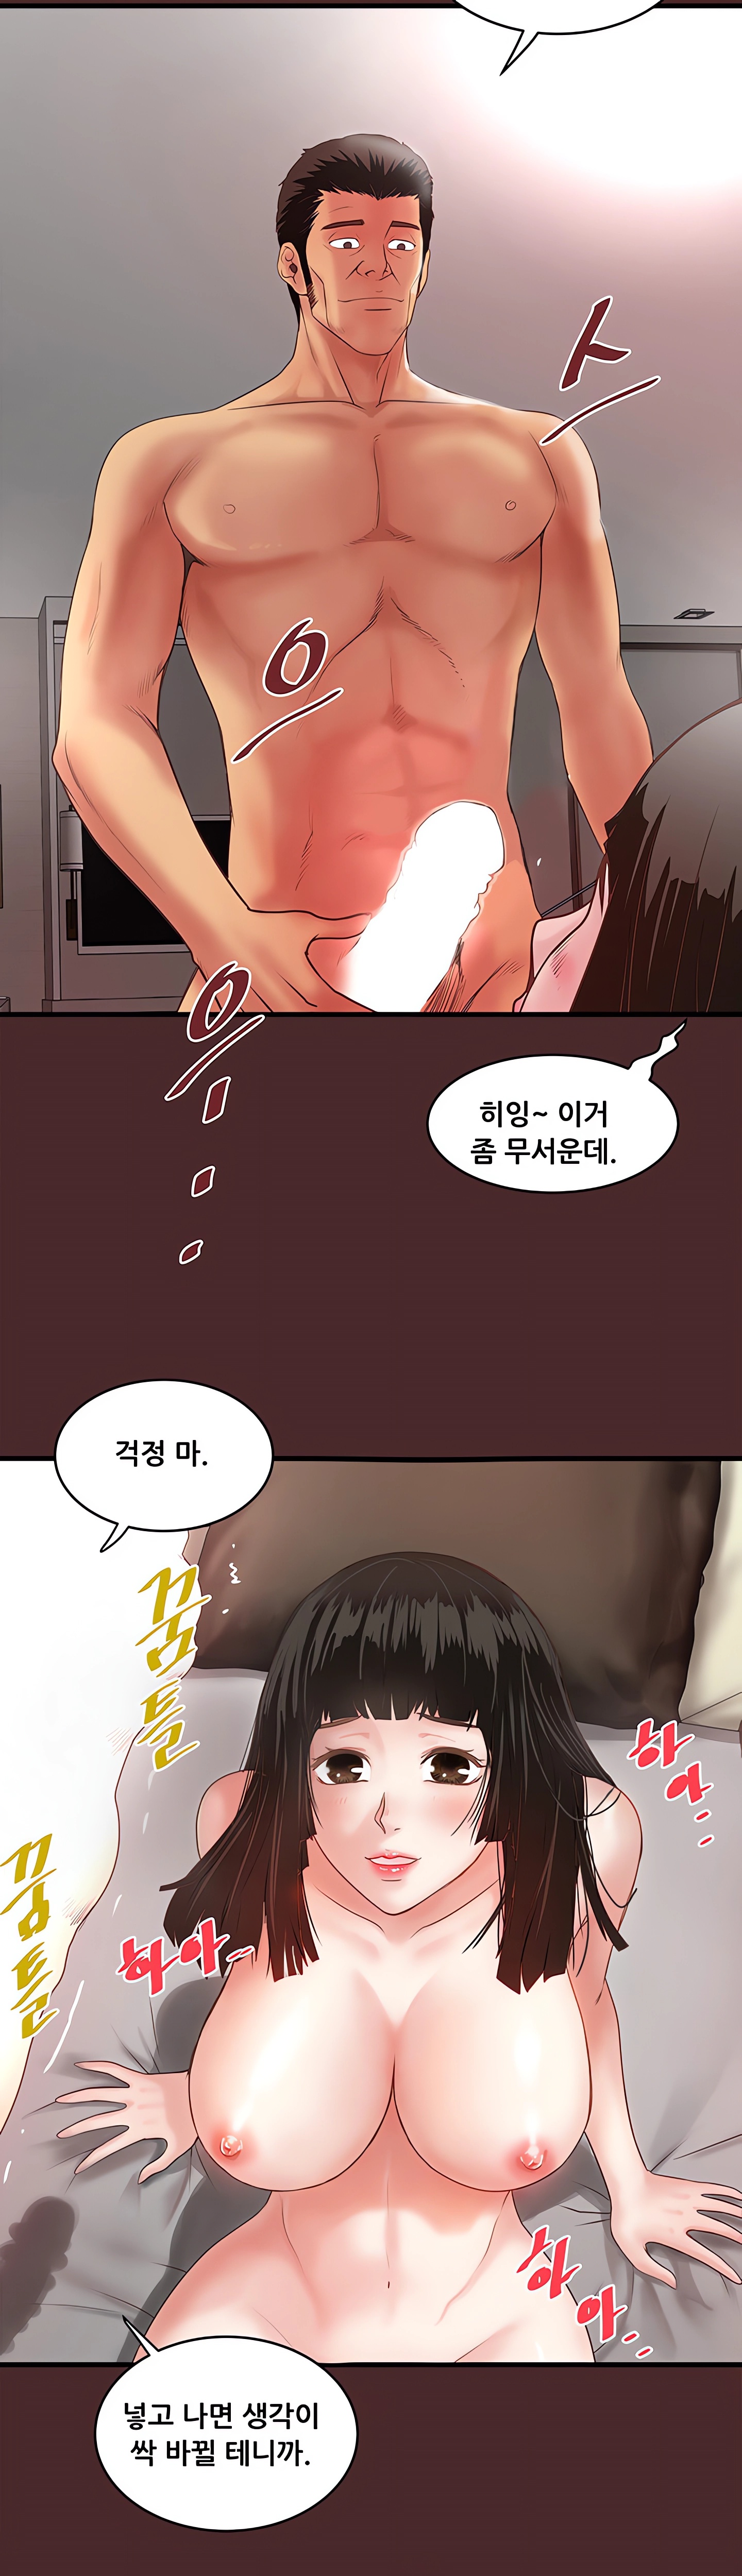 스
으
으
히잉~ 이거
좀 무서운데.
걱정 마.
꿈
틀
하
아..
꿈
틀
하아..
하
아..
넣고 나면 생각이
싹 바뀔 테니까.